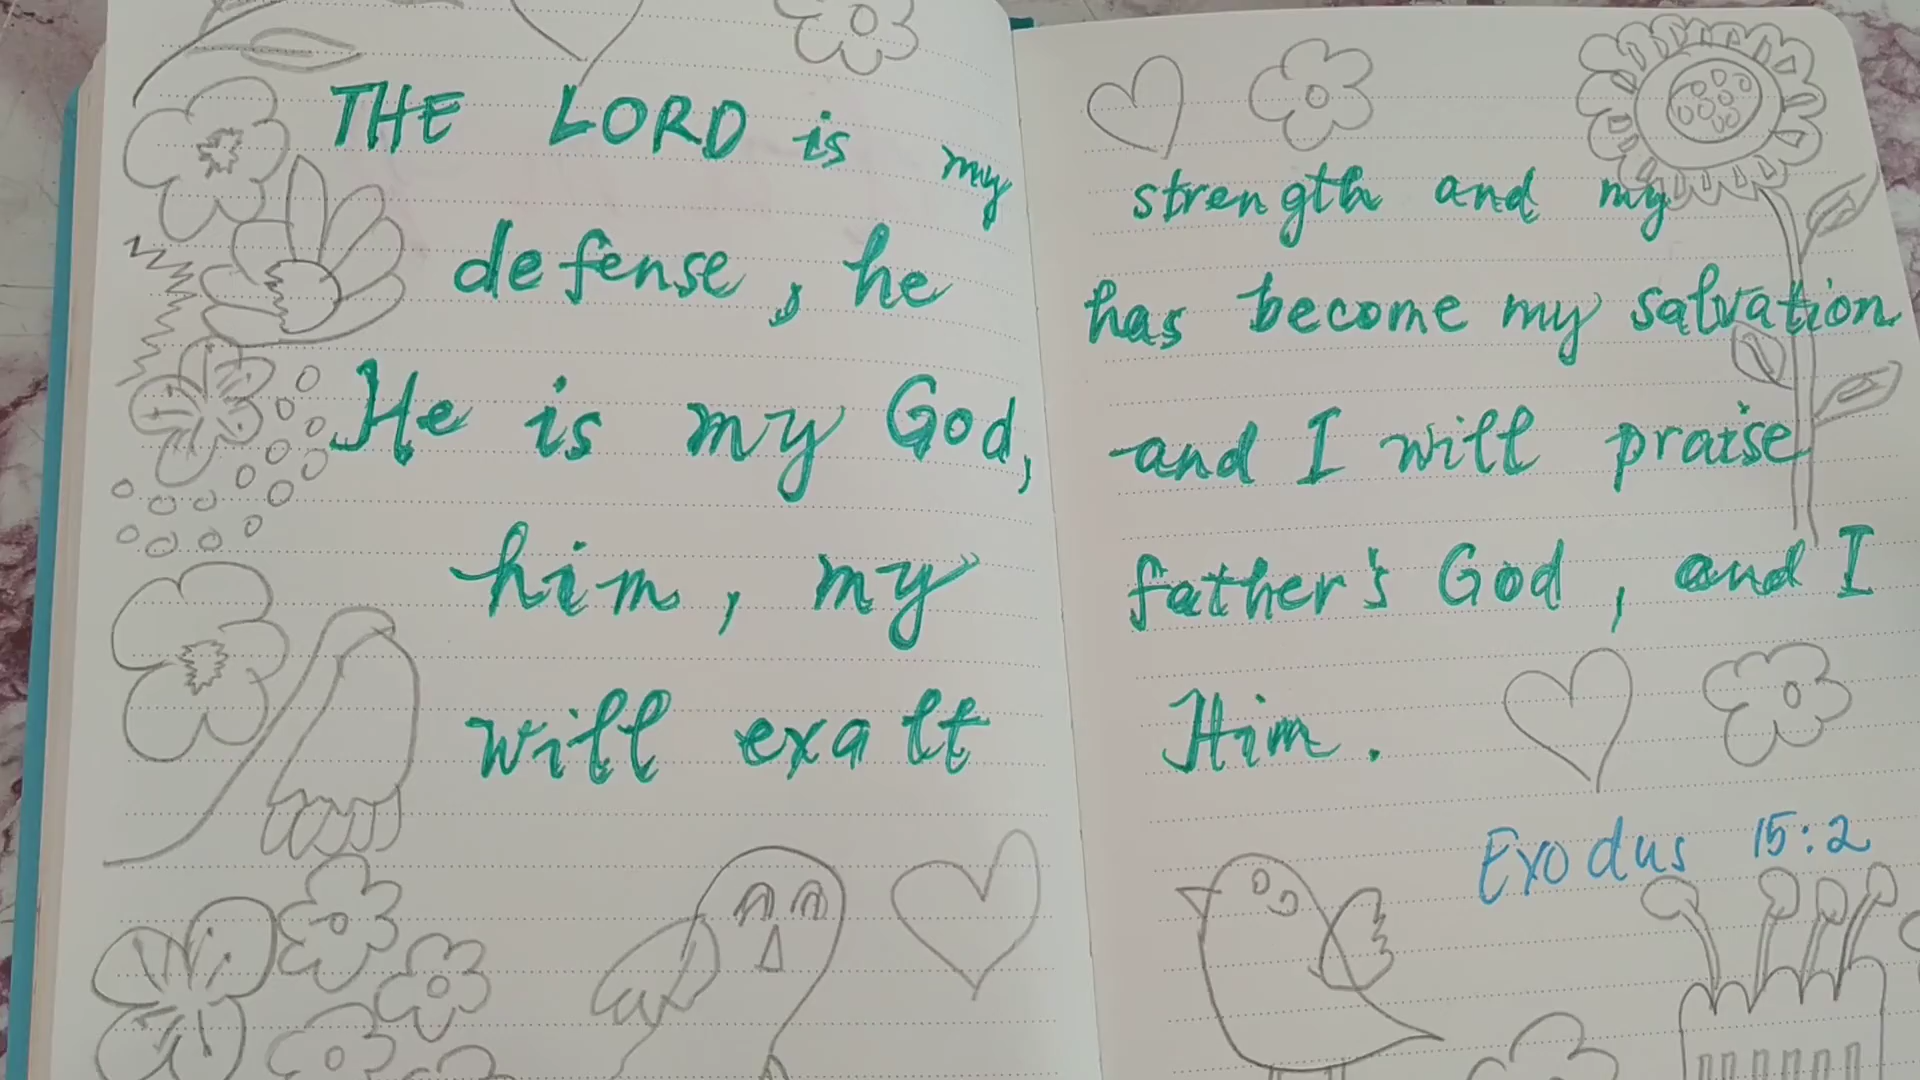 THE LORD is my strength and my
defense, he has become my salvation
He is my God, and I will praise
him, my father's God, and I
will exalt Him.
Exodus 15:2